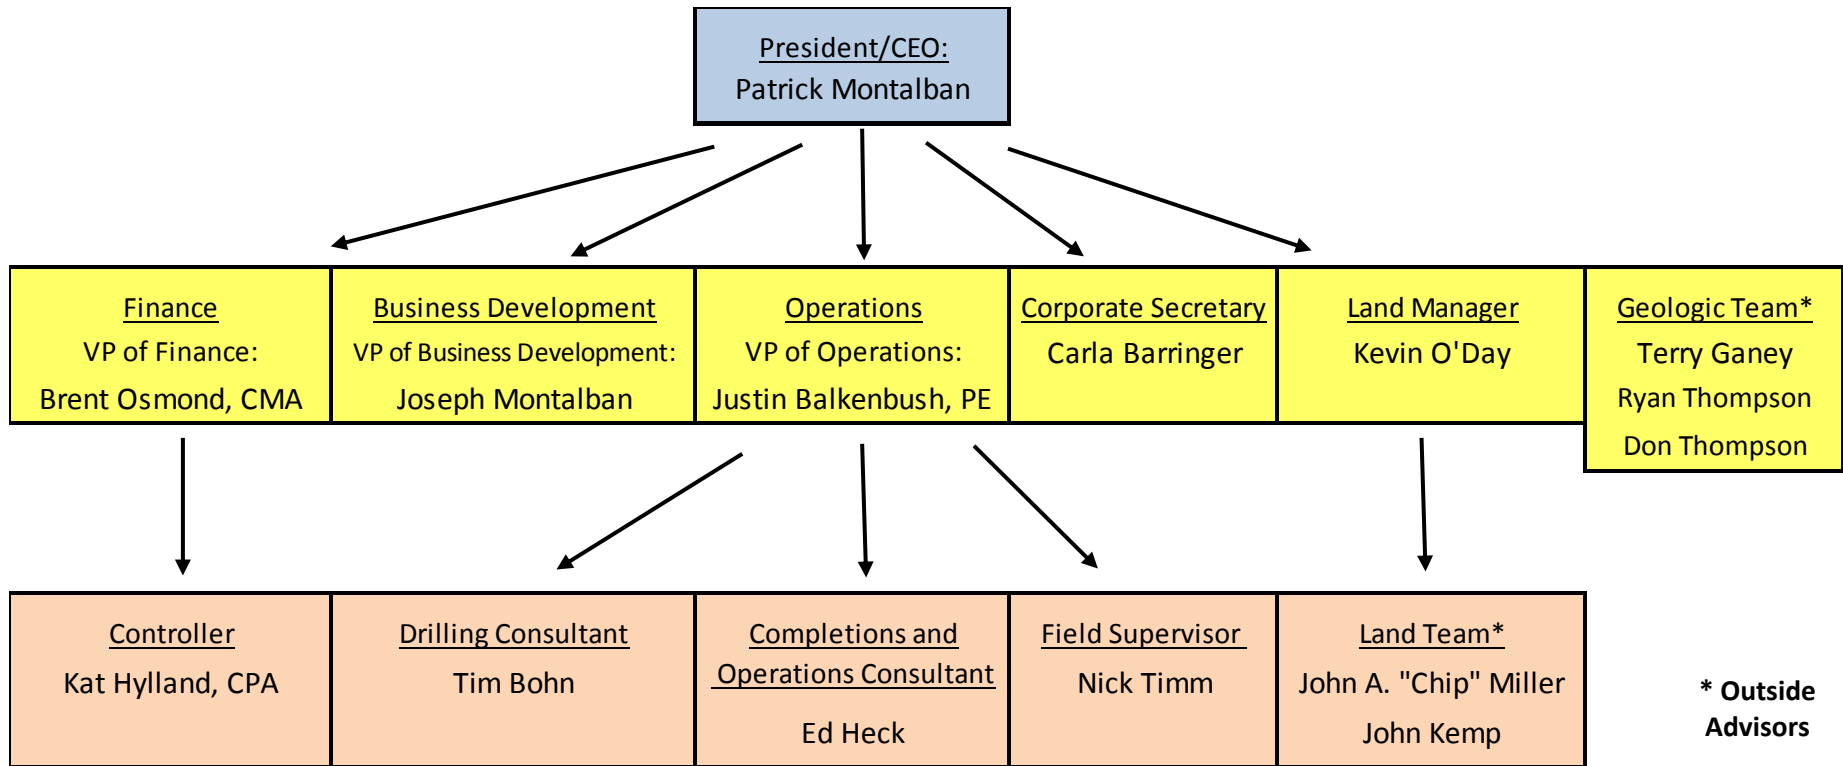 President/CEO:
Patrick Montalban
Finance
VP of Finance:
Brent Osmond, CMA
Business Development
VP of Business Development:
Joseph Montalban
Operations
VP of Operations:
Justin Balkenbush, PE
Corporate Secretary
Carla Barringer
Land Manager
Kevin O'Day
Geologic Team*
Terry Ganey
Ryan Thompson
Don Thompson
Controller
Kat Hylland, CPA
Drilling Consultant
Tim Bohn
Completions and
Operations Consultant
Ed Heck
Field Supervisor
Nick Timm
Land Team*
John A. "Chip" Miller
John Kemp
* Outside
Advisors